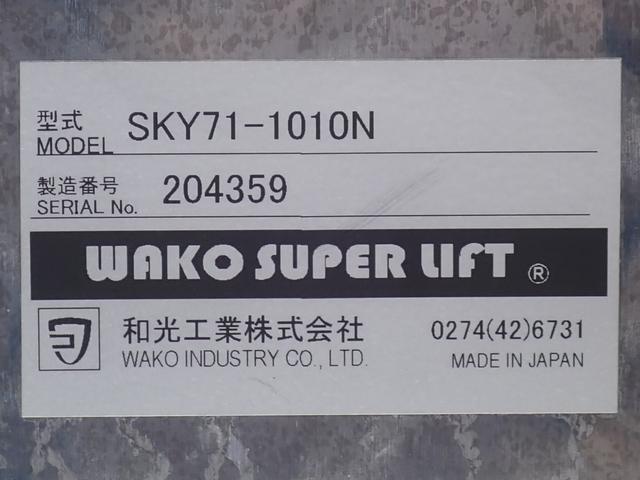 型式
MODEL SKY71-1010N
製造番号
SERIAL No. 204359
WAKO SUPER LIFT ®
和光工業株式会社 0274(42)6731
WAKO INDUSTRY CO., LTD. MADE IN JAPAN